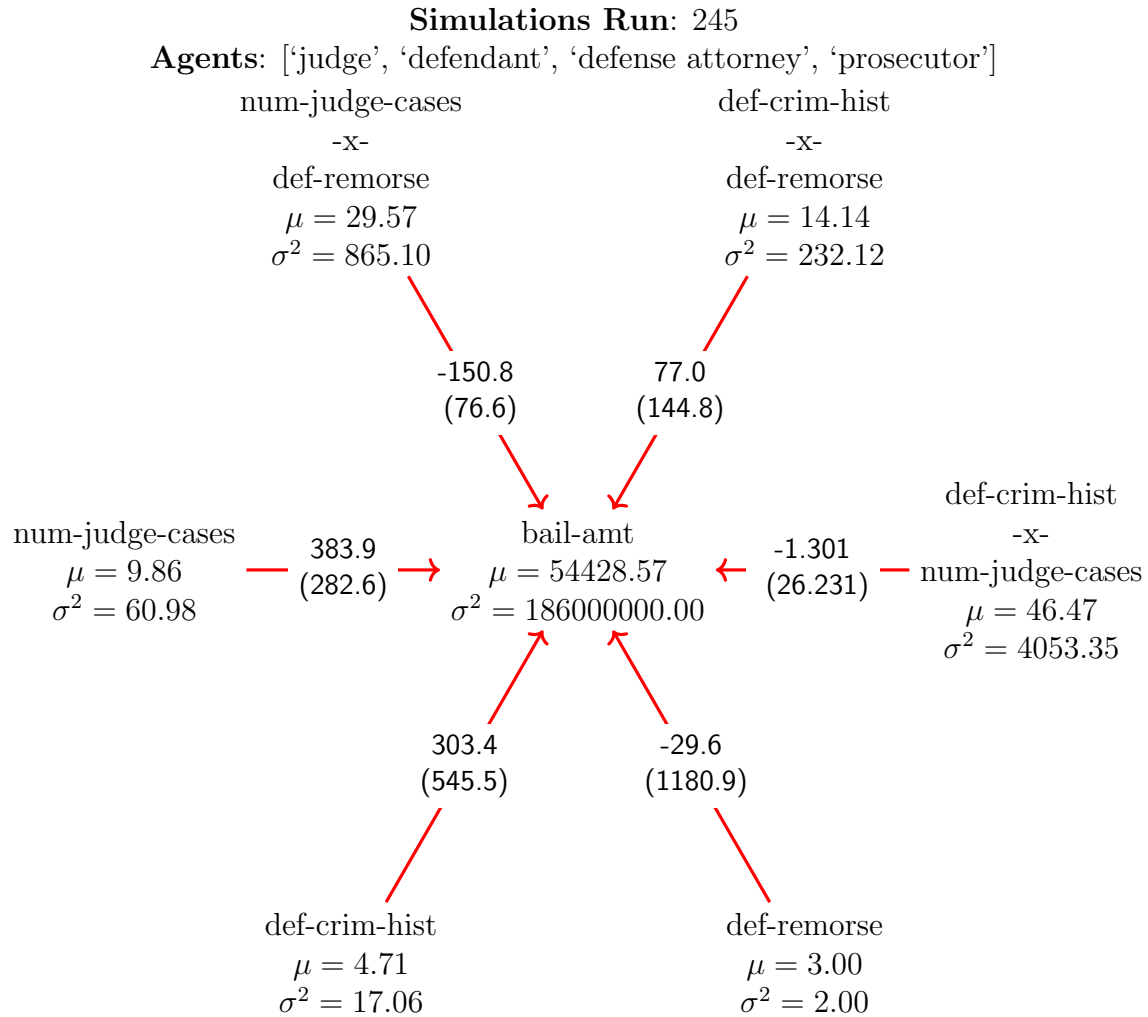 Simulations Run: 245
Agents: [‘judge’, ‘defendant’, ‘defense attorney’, ‘prosecutor’]
num-judge-cases
-x-
def-remorse
μ = 29.57
σ² = 865.10
def-crim-hist
-x-
def-remorse
μ = 14.14
σ² = 232.12
-150.8
(76.6)
77.0
(144.8)
num-judge-cases
μ = 9.86
σ² = 60.98
383.9
(282.6)
bail-amt
μ = 54428.57
σ² = 186000000.00
-1.301
(26.231)
def-crim-hist
-x-
num-judge-cases
μ = 46.47
σ² = 4053.35
303.4
(545.5)
-29.6
(1180.9)
def-crim-hist
μ = 4.71
σ² = 17.06
def-remorse
μ = 3.00
σ² = 2.00